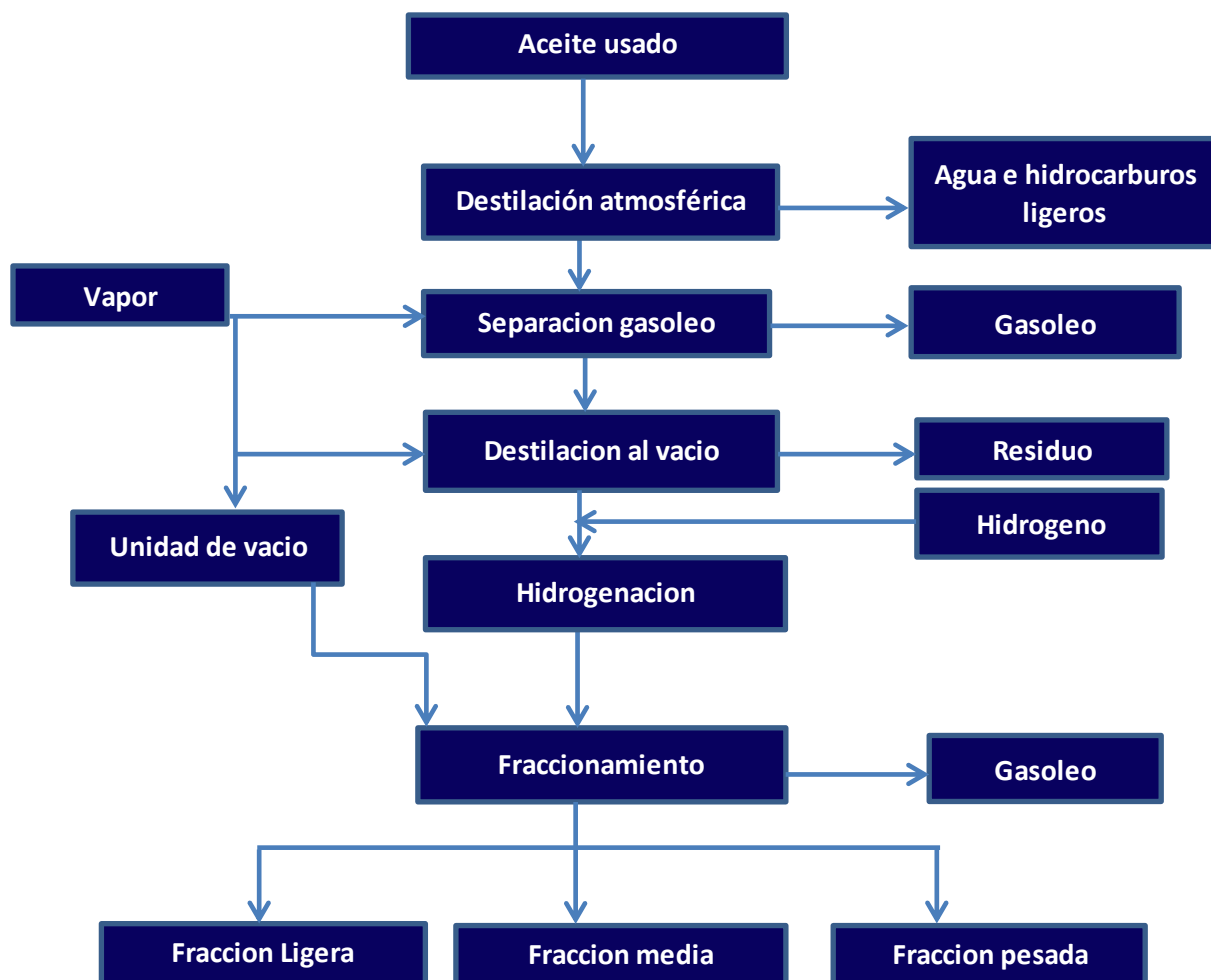 Aceite usado
Destilación atmosférica
Agua e hidrocarburos
ligeros
Vapor
Separacion gasoleo
Gasoleo
Destilacion al vacio
Residuo
Hidrogeno
Unidad de vacio
Hidrogenacion
Fraccionamiento
Gasoleo
Fraccion Ligera
Fraccion media
Fraccion pesada